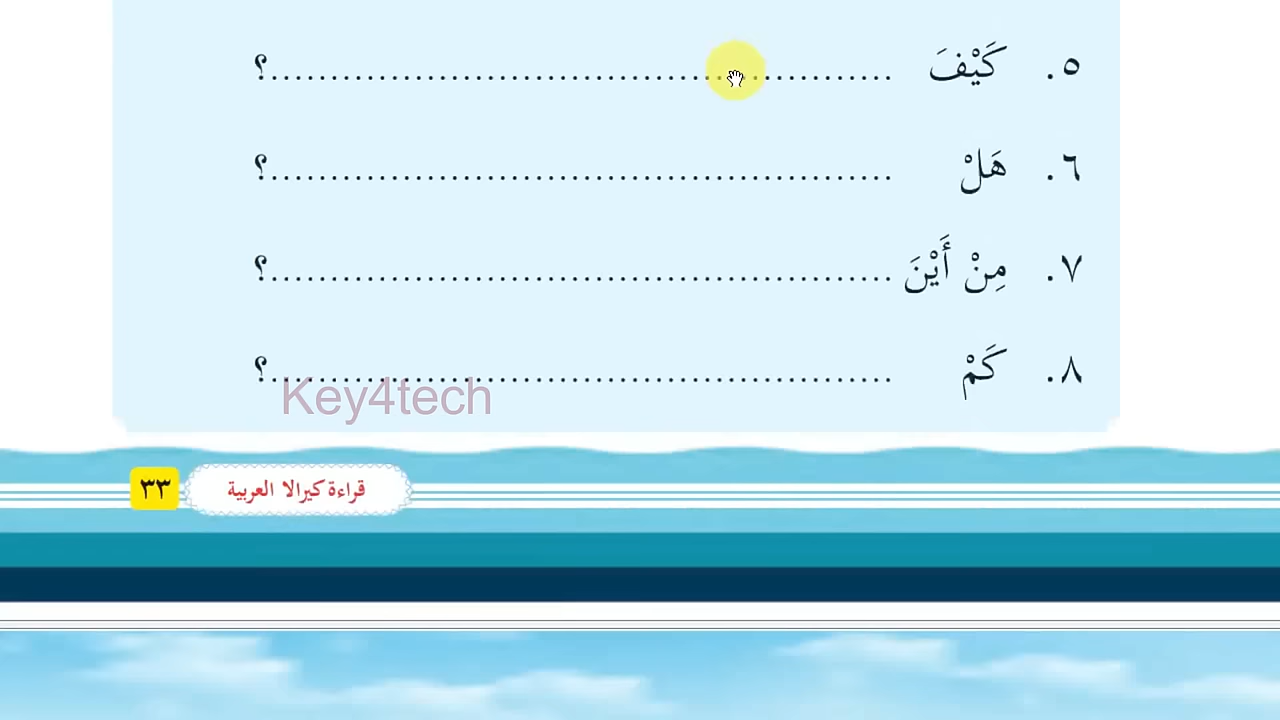 ٥. كَيْفَ ........................................................؟
٦. هَلْ ........................................................؟
٧. مِنْ أَيْنَ ........................................................؟
٨. كَمْ ........................................................؟
Key4tech
قراءة كيرالا العربية
٣٣